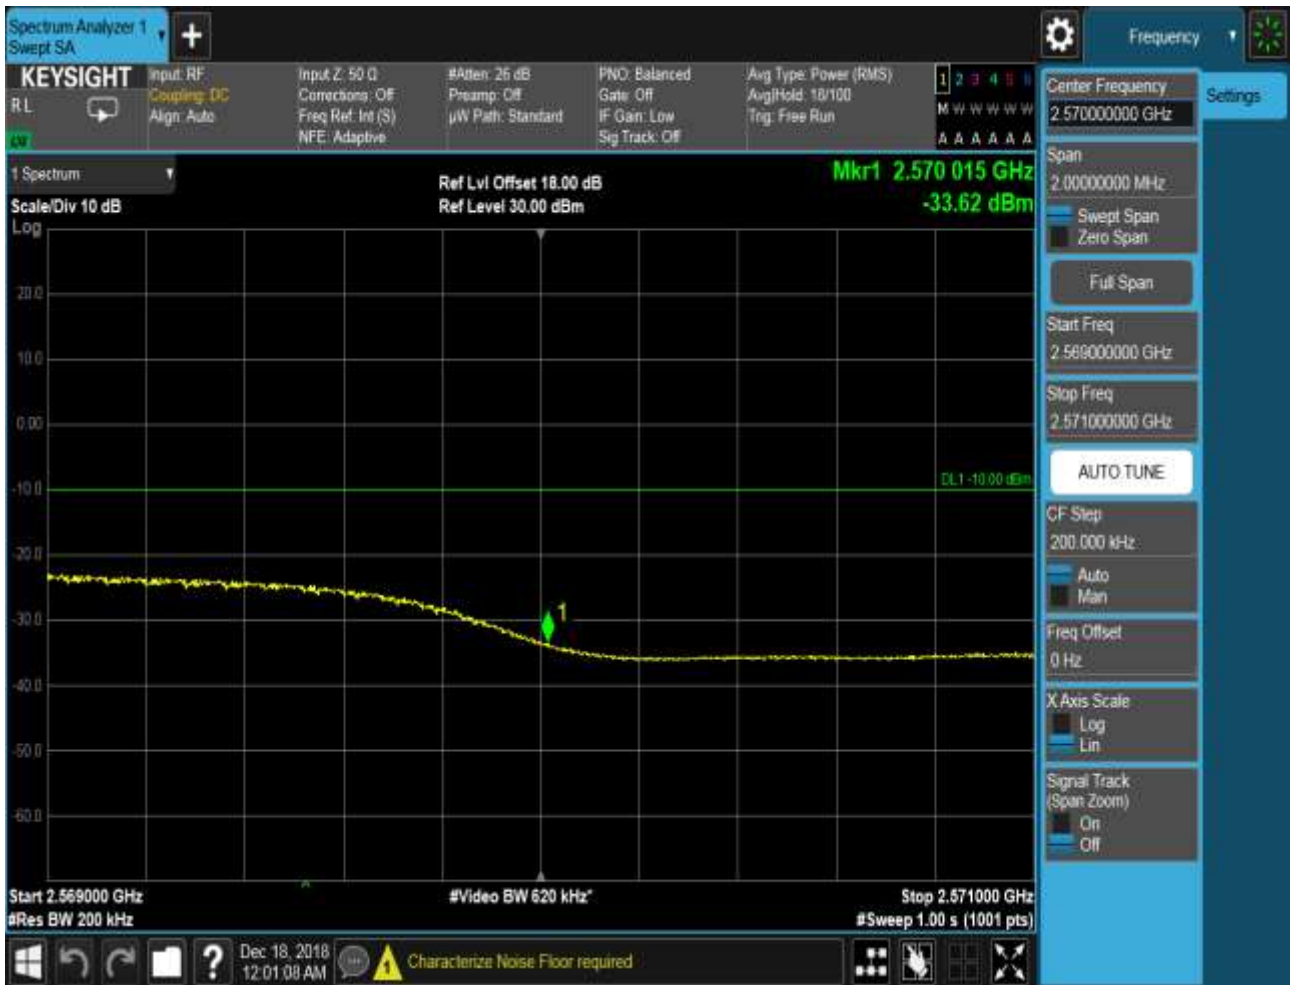 Spectrum Analyzer 1
Swept SA
Frequency
KEYSIGHT
RL
Input: RF
Coupling: DC
Align: Auto
Input Z: 50 Ω
Corrections: Off
Freq Ref: Int (S)
NFE: Adaptive
#Atten: 26 dB
Preamp: Off
µW Path: Standard
PNO: Balanced
Gate: Off
IF Gain: Low
Sig Track: Off
Avg Type: Power (RMS)
Avg|Hold: 18/100
Trig: Free Run
1 2 3 4 5 6
M W W W W W
A A A A A A
1 Spectrum
Scale/Div 10 dB
Log
Ref Lvl Offset 18.00 dB
Ref Level 30.00 dBm
Mkr1 2.570 015 GHz
-33.62 dBm
20.0
10.0
0.00
-10.0
-20.0
-30.0
-40.0
-50.0
-60.0
DL1 -10.00 dBm
1
Start 2.569000 GHz
#Res BW 200 kHz
#Video BW 620 kHz*
Stop 2.571000 GHz
#Sweep 1.00 s (1001 pts)
Center Frequency
2.570000000 GHz
Settings
Span
2.00000000 MHz
Swept Span
Zero Span
Full Span
Start Freq
2.569000000 GHz
Stop Freq
2.571000000 GHz
AUTO TUNE
CF Step
200.000 kHz
Auto
Man
Freq Offset
0 Hz
X Axis Scale
Log
Lin
Signal Track
(Span Zoom)
On
Off
?
Dec 18, 2018
12:01:08 AM
1
Characterize Noise Floor required